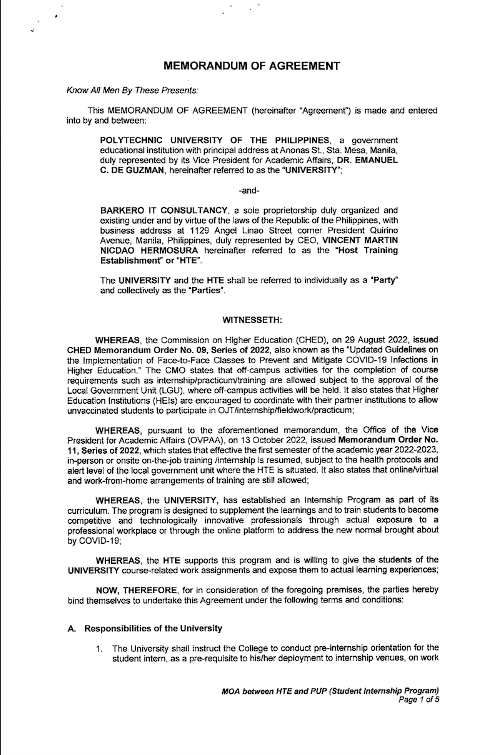 MEMORANDUM OF AGREEMENT
Know All Men By These Presents:
This MEMORANDUM OF AGREEMENT (hereinafter "Agreement") is made and entered
into by and between:
POLYTECHNIC UNIVERSITY OF THE PHILIPPINES, a government
educational institution with principal address at Anonas St., Sta. Mesa, Manila,
duly represented by its Vice President for Academic Affairs, DR. EMANUEL
C. DE GUZMAN, hereinafter referred to as the "UNIVERSITY";
-and-
BARKERO IT CONSULTANCY, a sole proprietorship duly organized and
existing under and by virtue of the laws of the Republic of the Philippines, with
business address at 1129 Angel Linao Street corner President Quirino
Avenue, Manila, Philippines, duly represented by CEO, VINCENT MARTIN
NICDAO HERMOSURA hereinafter referred to as the "Host Training
Establishment" or "HTE".
The UNIVERSITY and the HTE shall be referred to individually as a "Party"
and collectively as the "Parties".
WITNESSETH:
WHEREAS, the Commission on Higher Education (CHED), on 29 August 2022, issued
CHED Memorandum Order No. 09, Series of 2022, also known as the "Updated Guidelines on
the Implementation of Face-to-Face Classes to Prevent and Mitigate COVID-19 Infections in
Higher Education." The CMO states that off-campus activities for the completion of course
requirements such as internship/practicum/training are allowed subject to the approval of the
Local Government Unit (LGU), where off-campus activities will be held. It also states that Higher
Education Institutions (HEIs) are encouraged to coordinate with their partner institutions to allow
unvaccinated students to participate in OJT/internship/fieldwork/practicum;
WHEREAS, pursuant to the aforementioned memorandum, the Office of the Vice
President for Academic Affairs (OVPAA), on 13 October 2022, issued Memorandum Order No.
11, Series of 2022, which states that effective the first semester of the academic year 2022-2023,
in-person or onsite on-the-job training /internship is resumed, subject to the health protocols and
alert level of the local government unit where the HTE is situated. It also states that online/virtual
and work-from-home arrangements of training are still allowed;
WHEREAS, the UNIVERSITY, has established an Internship Program as part of its
curriculum. The program is designed to supplement the learnings and to train students to become
competitive and technologically innovative professionals through actual exposure to a
professional workplace or through the online platform to address the new normal brought about
by COVID-19;
WHEREAS, the HTE supports this program and is willing to give the students of the
UNIVERSITY course-related work assignments and expose them to actual learning experiences;
NOW, THEREFORE, for in consideration of the foregoing premises, the parties hereby
bind themselves to undertake this Agreement under the following terms and conditions:
A. Responsibilities of the University
1. The University shall instruct the College to conduct pre-internship orientation for the
student intern, as a pre-requisite to his/her deployment to internship venues, on work
MOA between HTE and PUP (Student Internship Program)
Page 1 of 5